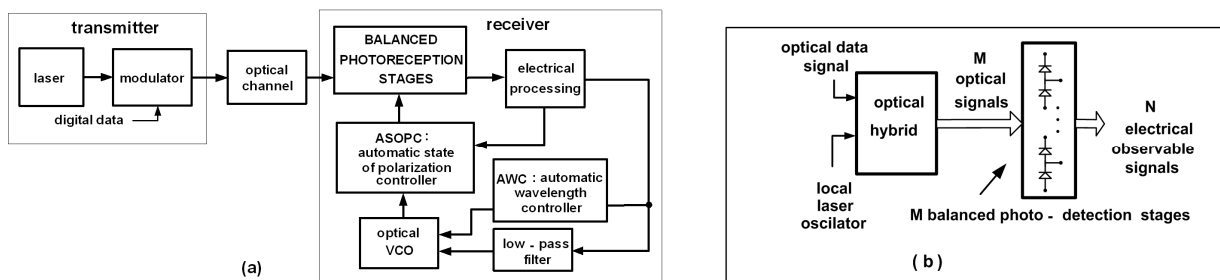 transmitter
laser
modulator
digital data
optical
channel
receiver
BALANCED
PHOTORECEPTION
STAGES
electrical
processing
ASOPC : 
automatic state
of polarization
controller
AWC : automatic
wavelength
controller
optical
VCO
low - pass
filter
(a)
optical data
signal
optical
hybrid
local
laser
oscilator
M
optical
signals
N
electrical
observable
signals
M balanced photo - detection stages
( b )